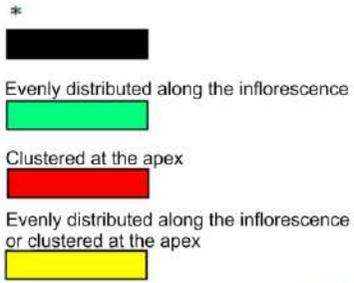 *
Evenly distributed along the inflorescence
Clustered at the apex
Evenly distributed along the inflorescence
or clustered at the apex